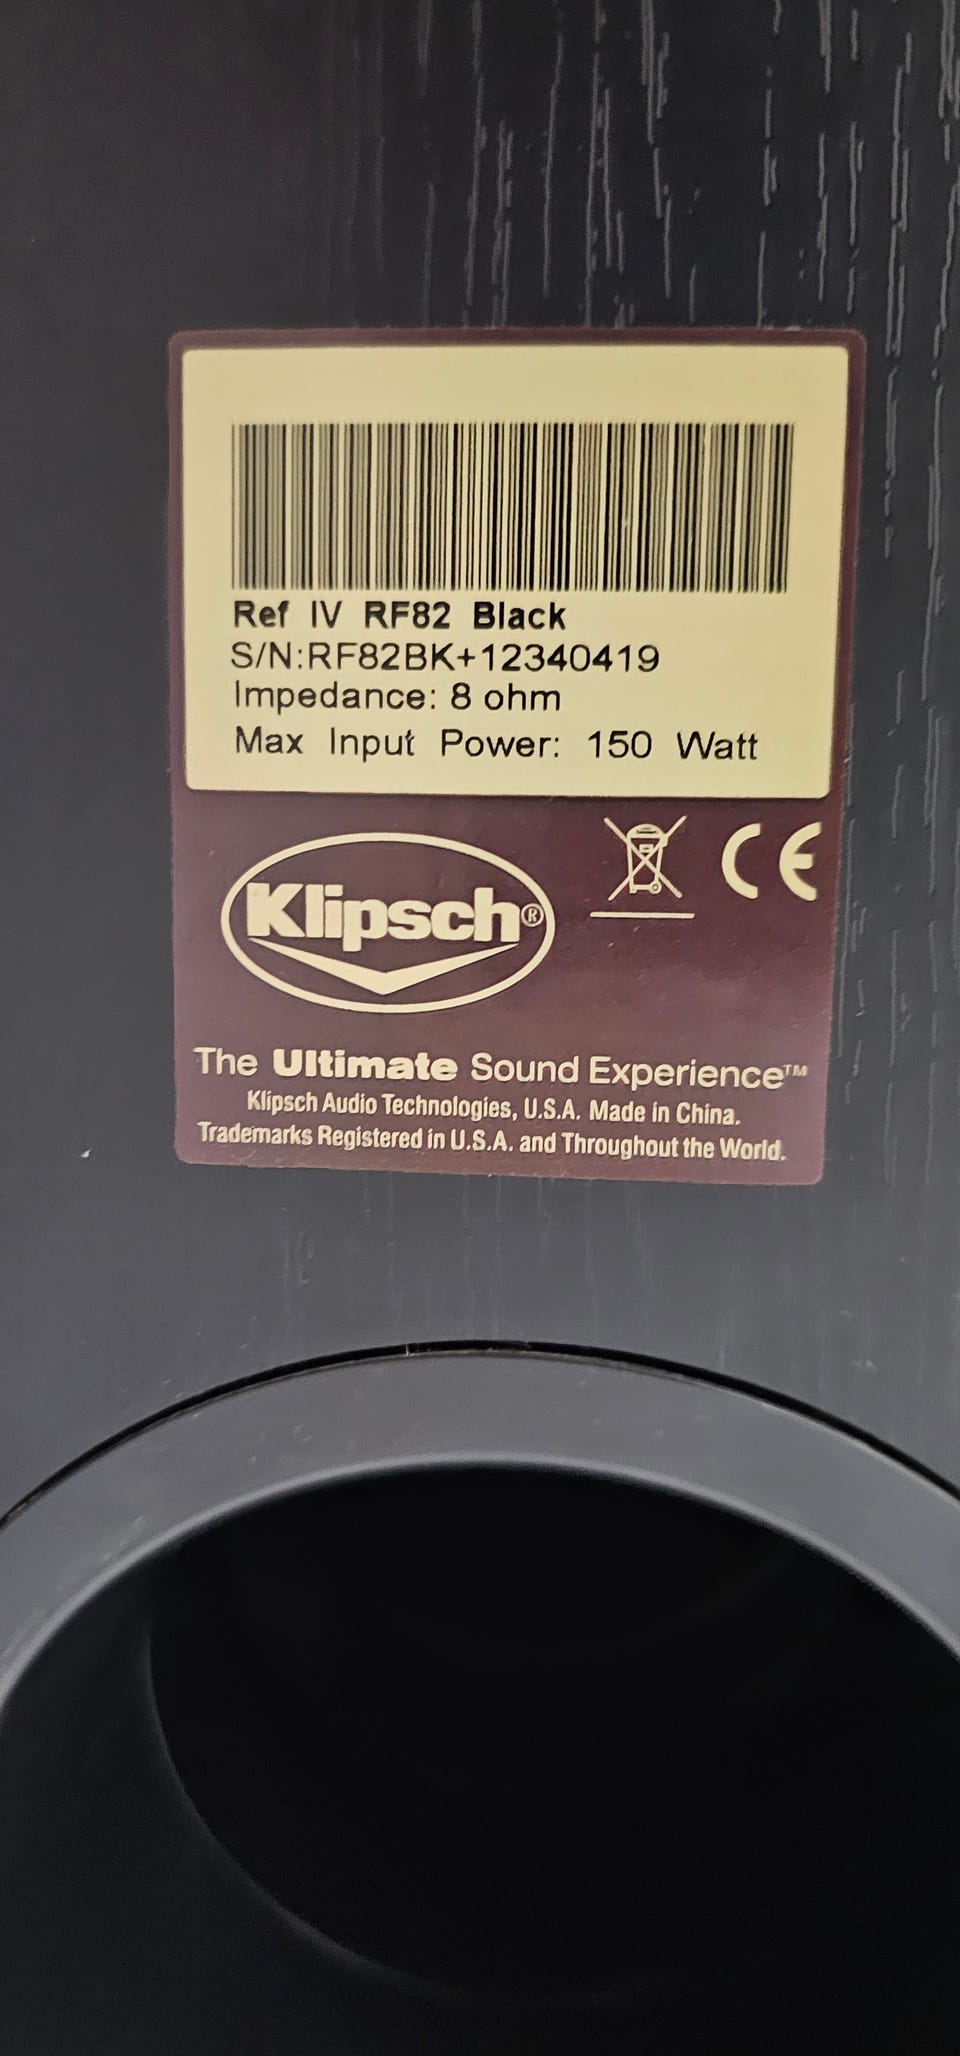 Ref IV RF82 Black
S/N:RF82BK+12340419
Impedance: 8 ohm
Max Input Power: 150 Watt
Klipsch®
CE
The Ultimate Sound Experience™
Klipsch Audio Technologies, U.S.A. Made in China.
Trademarks Registered in U.S.A. and Throughout the World.